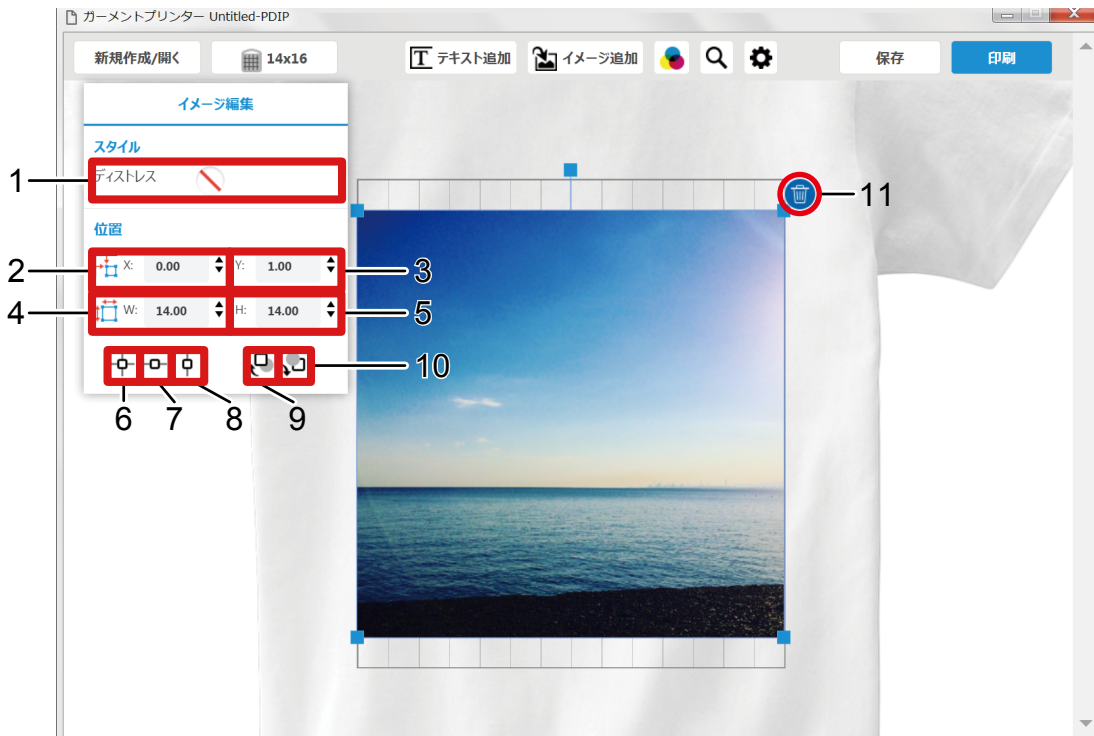 ガーメントプリンター Untitled-PDIP
新規作成/開く 14x16 テキスト追加 イメージ追加 保存 印刷
イメージ編集
スタイル
1 ディストレス 11
位置
2 X: 0.00 Y: 1.00 3
4 W: 14.00 H: 14.00 5
10
6 7 8 9